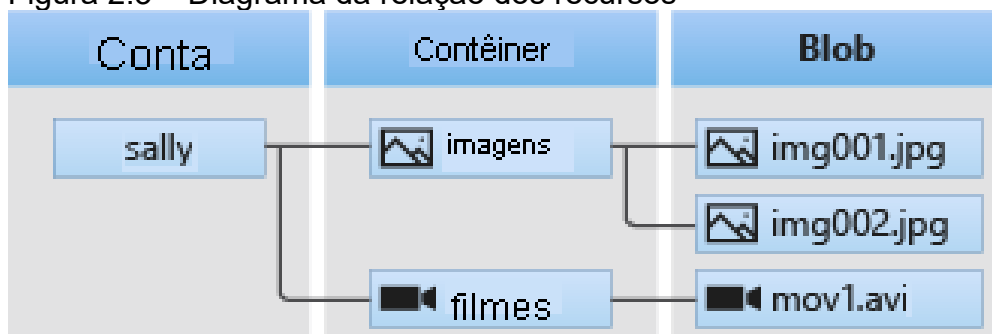 Figura 2.3 – Diagrama da relação dos recursos
Conta
Contêiner
Blob
sally
imagens
img001.jpg
img002.jpg
filmes
mov1.avi